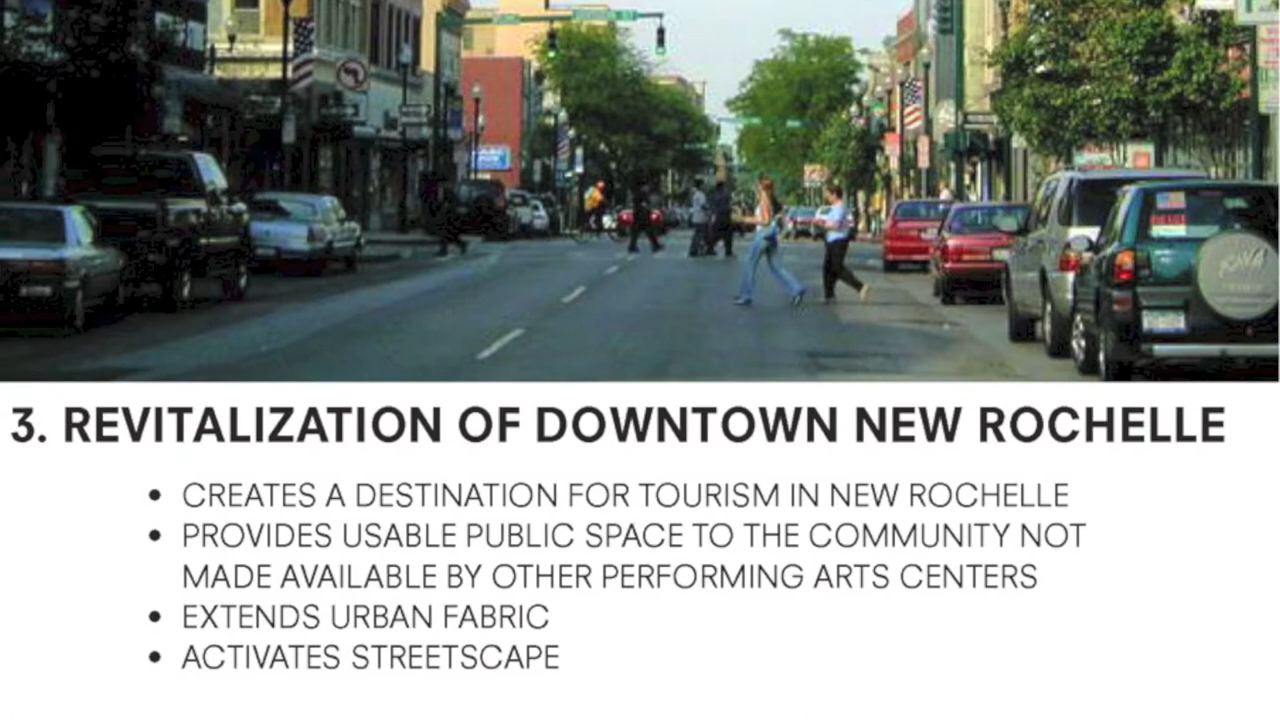 RAV4
3. REVITALIZATION OF DOWNTOWN NEW ROCHELLE
• CREATES A DESTINATION FOR TOURISM IN NEW ROCHELLE
• PROVIDES USABLE PUBLIC SPACE TO THE COMMUNITY NOT
MADE AVAILABLE BY OTHER PERFORMING ARTS CENTERS
• EXTENDS URBAN FABRIC
• ACTIVATES STREETSCAPE